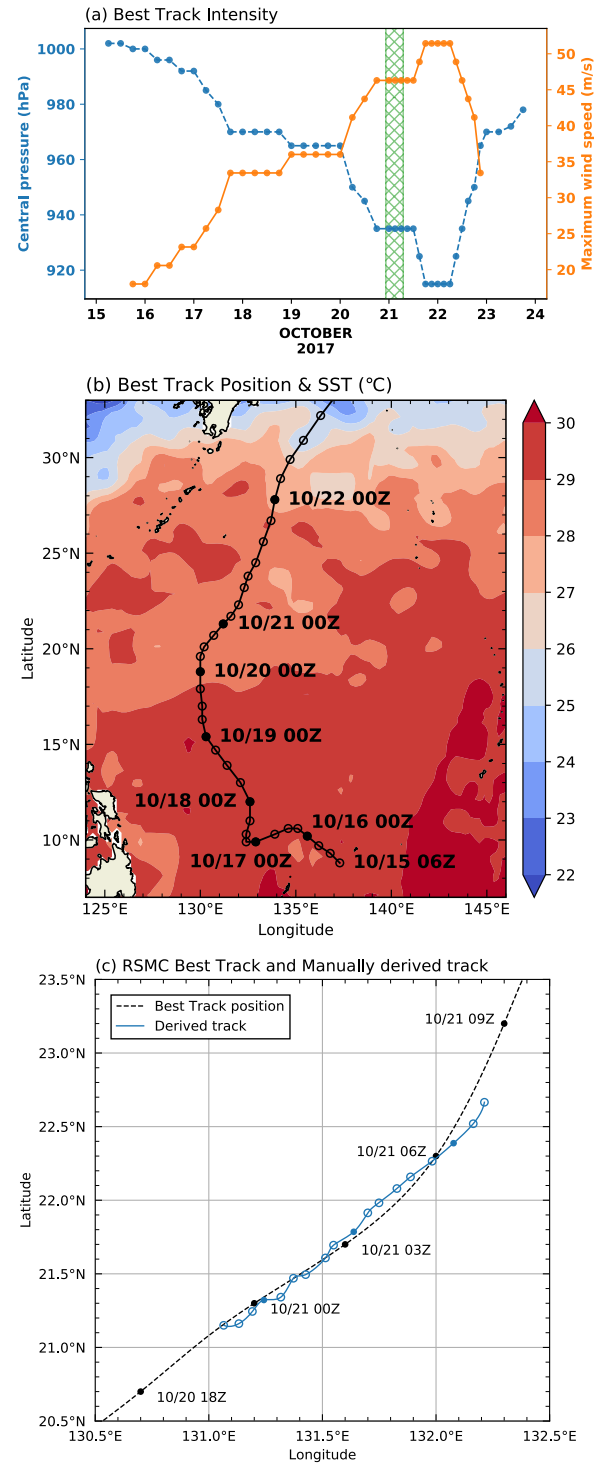 (a) Best Track Intensity
Central pressure (hPa)
1000
980
960
940
920
Maximum wind speed (m/s)
50
45
40
35
30
25
20
15 16 17 18 19 20 21 22 23 24
OCTOBER
2017
(b) Best Track Position & SST (℃)
Latitude
30°N
25°N
20°N
15°N
10°N
10/22 00Z
10/21 00Z
10/20 00Z
10/19 00Z
10/18 00Z
10/16 00Z
10/17 00Z
10/15 06Z
125°E 130°E 135°E 140°E 145°E
Longitude
30
29
28
27
26
25
24
23
22
(c) RSMC Best Track and Manually derived track
Best Track position
Derived track
Latitude
23.5°N
23.0°N
22.5°N
22.0°N
21.5°N
21.0°N
20.5°N
10/21 09Z
10/21 06Z
10/21 03Z
10/21 00Z
10/20 18Z
130.5°E 131.0°E 131.5°E 132.0°E 132.5°E
Longitude